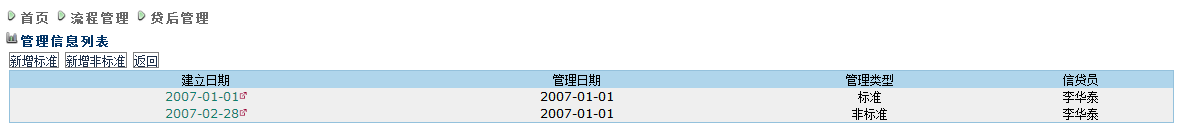 首页 流程管理 贷后管理
管理信息列表
新增标准 新增非标准 返回
建立日期 管理日期 管理类型 信贷员
2007-01-01 2007-01-01 标准 李华泰
2007-02-28 2007-01-01 非标准 李华泰